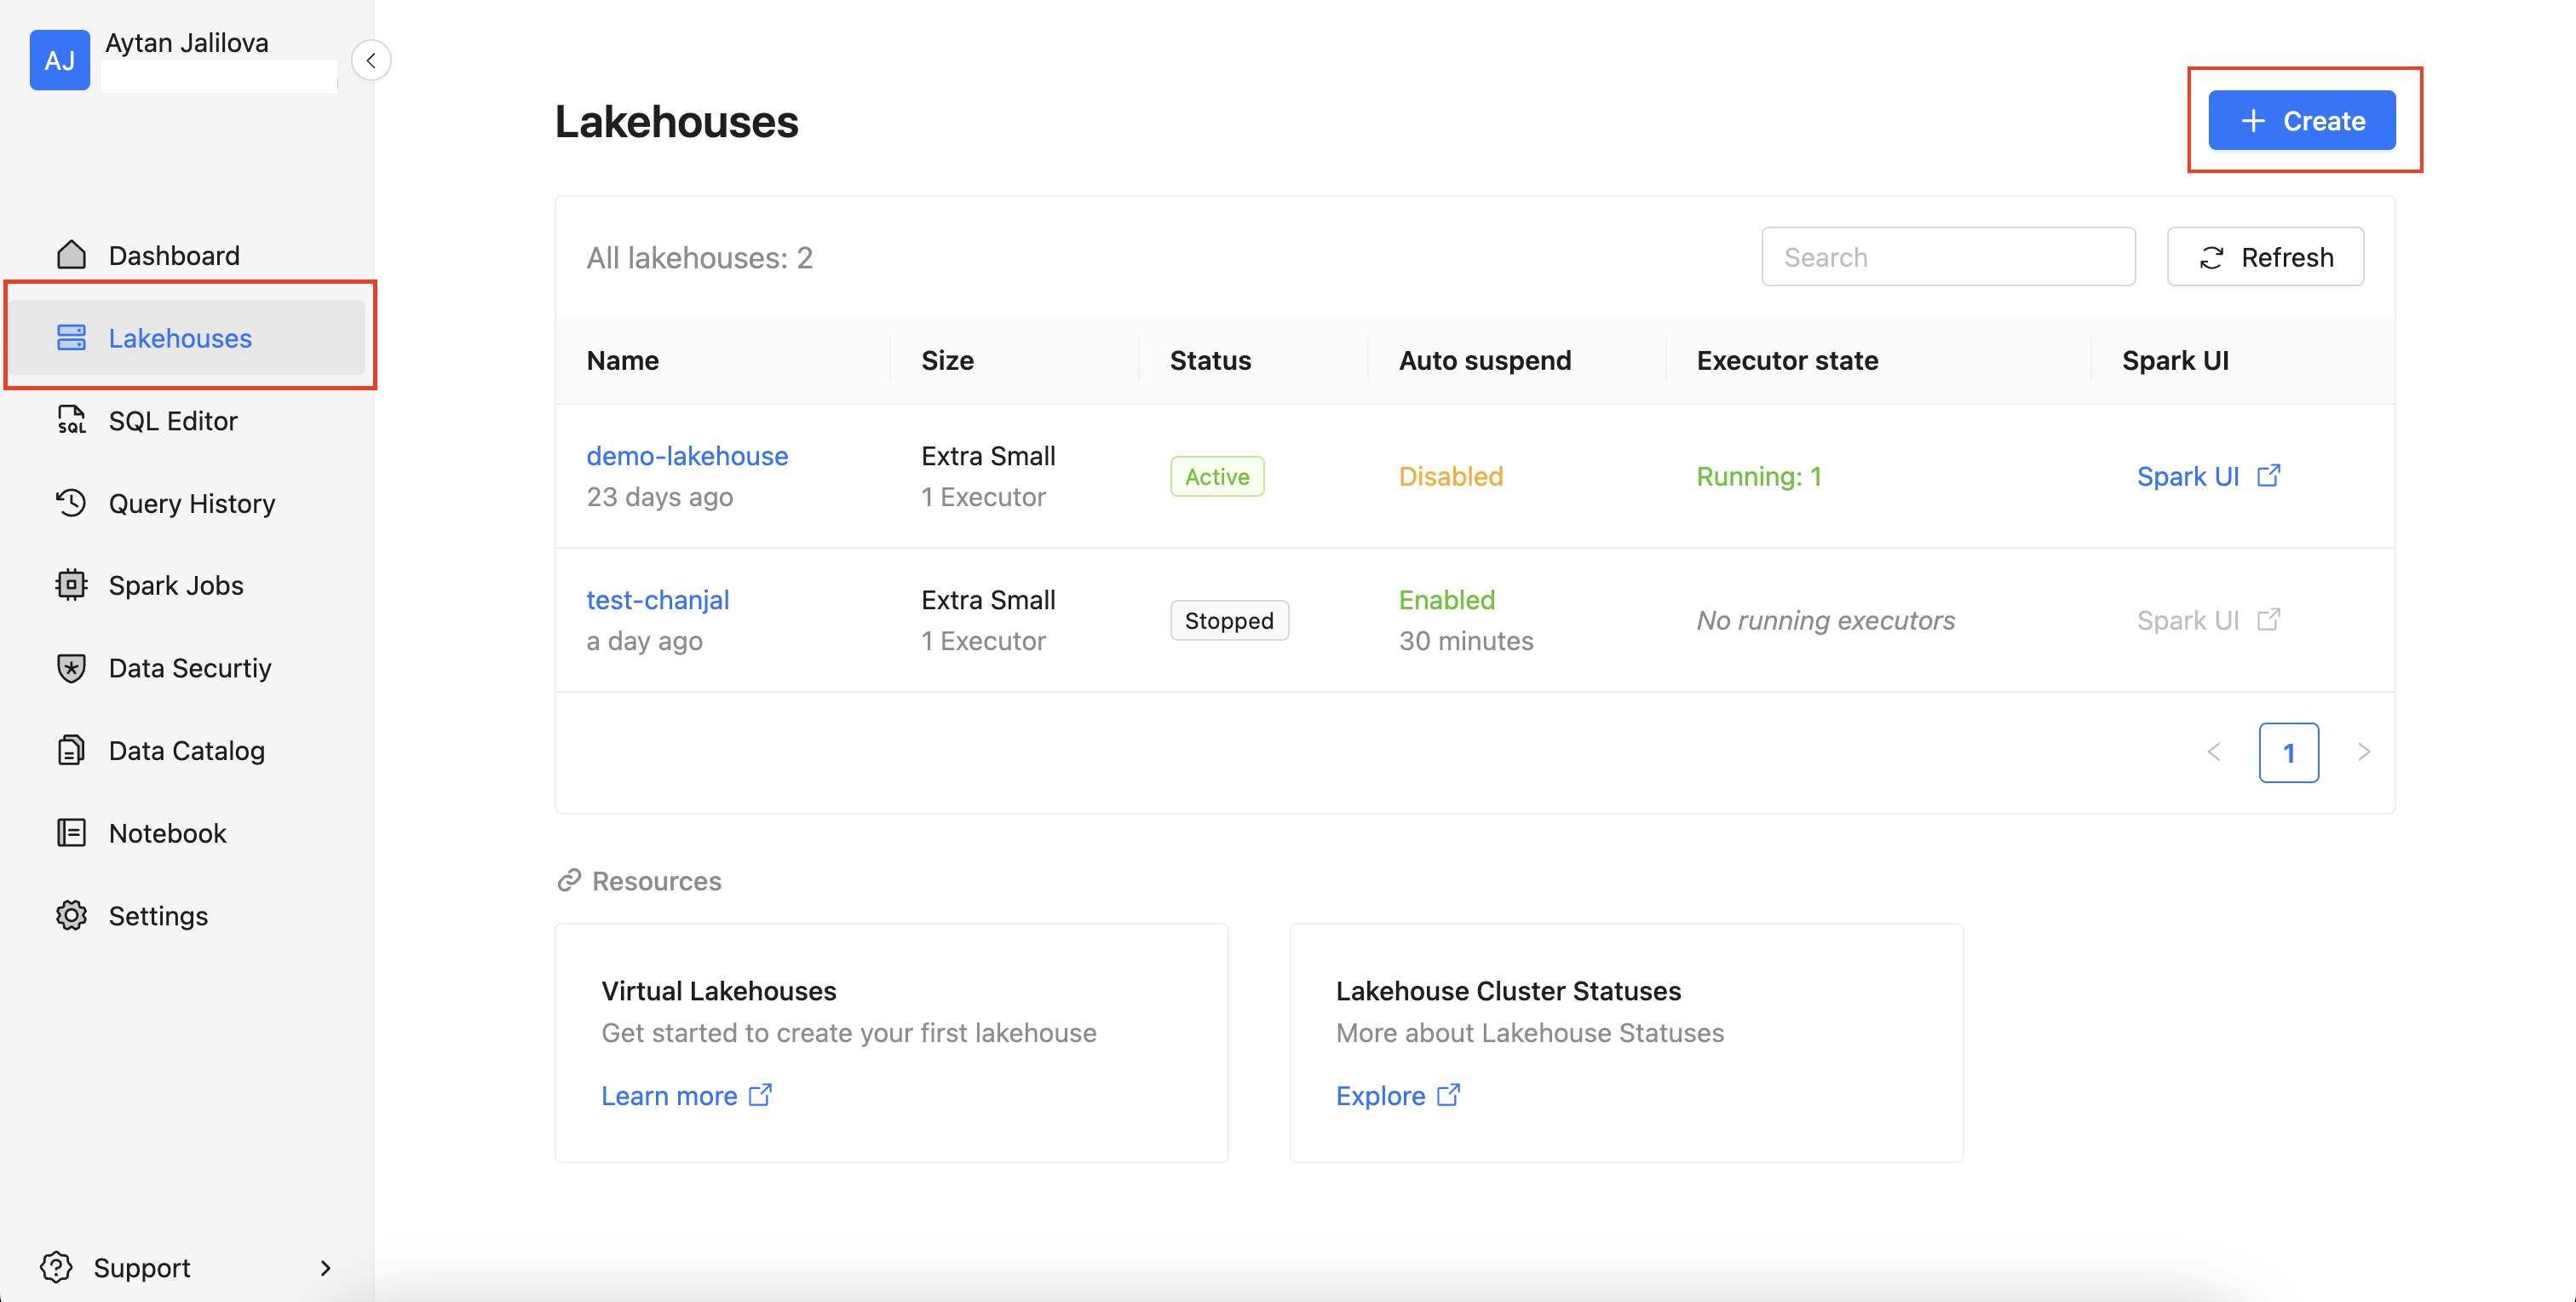 AJ
Aytan Jalilova
Dashboard
Lakehouses
SQL
SQL Editor
Query History
Spark Jobs
Data Securtiy
Data Catalog
Notebook
Settings
Support
Lakehouses
Create
All lakehouses: 2
Search
Refresh
Name Size Status Auto suspend Executor state Spark UI
demo-lakehouse
23 days ago
Extra Small
1 Executor
Active
Disabled
Running: 1
Spark UI
test-chanjal
a day ago
Extra Small
1 Executor
Stopped
Enabled
30 minutes
No running executors
Spark UI
1
Resources
Virtual Lakehouses
Get started to create your first lakehouse
Learn more
Lakehouse Cluster Statuses
More about Lakehouse Statuses
Explore